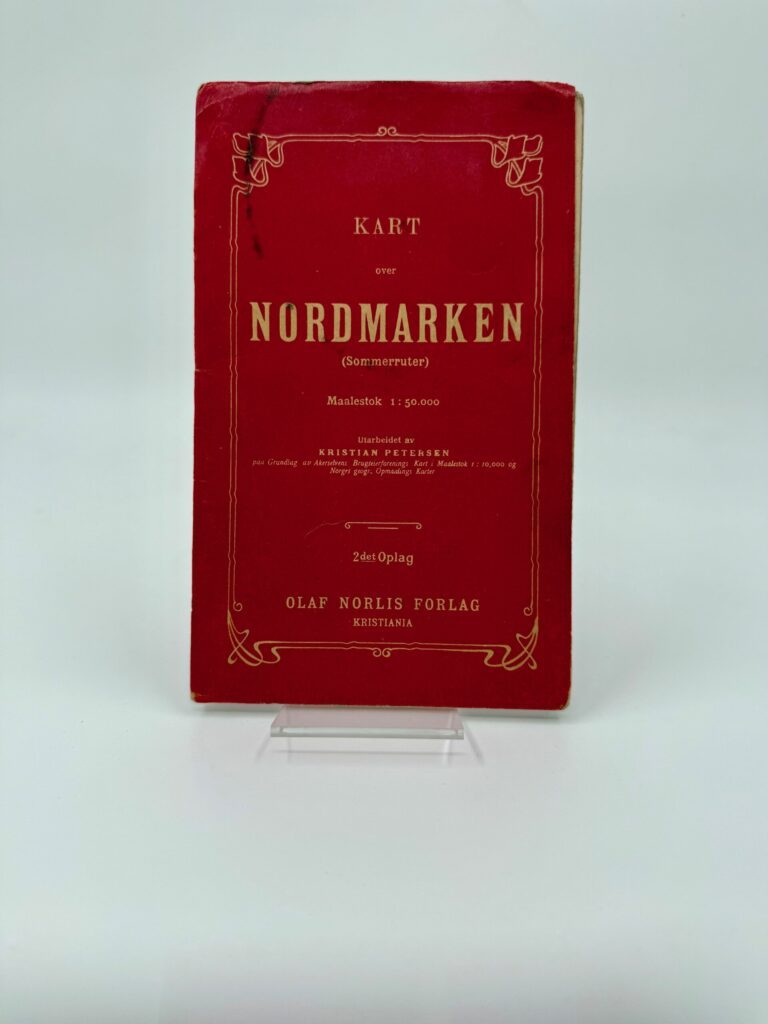 KART
over
NORDMARKEN
(Sommerruter)
Maalestok 1 : 50.000
Utarbeidet av
KRISTIAN PETERSEN
paa Grundlag av Akerselvens Brugseierforenings Kart i Maalestok 1 : 10,000 og
Norges geogr. Opmaalings Karter
2det Oplag
OLAF NORLIS FORLAG
KRISTIANIA